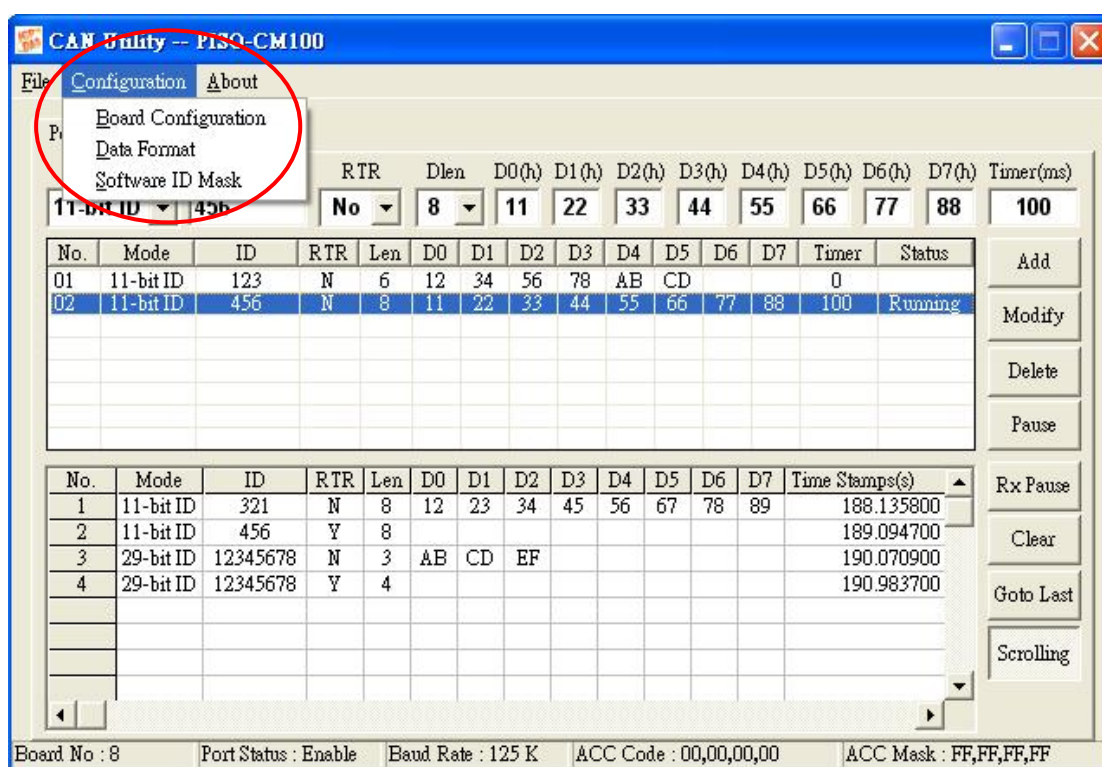 CAN Utility -- PISO-CM100
File Configuration About
Board Configuration
Data Format
Software ID Mask
RTR Dlen D0(h) D1(h) D2(h) D3(h) D4(h) D5(h) D6(h) D7(h) Timer(ms)
11-bit ID 456 No 8 11 22 33 44 55 66 77 88 100
No. Mode ID RTR Len D0 D1 D2 D3 D4 D5 D6 D7 Timer Status
01 11-bit ID 123 N 6 12 34 56 78 AB CD 0
02 11-bit ID 456 N 8 11 22 33 44 55 66 77 88 100 Running
Add
Modify
Delete
Pause
No. Mode ID RTR Len D0 D1 D2 D3 D4 D5 D6 D7 Time Stamps(s)
1 11-bit ID 321 N 8 12 23 34 45 56 67 78 89 188.135800
2 11-bit ID 456 Y 8 189.094700
3 29-bit ID 12345678 N 3 AB CD EF 190.070900
4 29-bit ID 12345678 Y 4 190.983700
Rx Pause
Clear
Goto Last
Scrolling
Board No : 8 Port Status : Enable Baud Rate : 125 K ACC Code : 00,00,00,00 ACC Mask : FF,FF,FF,FF